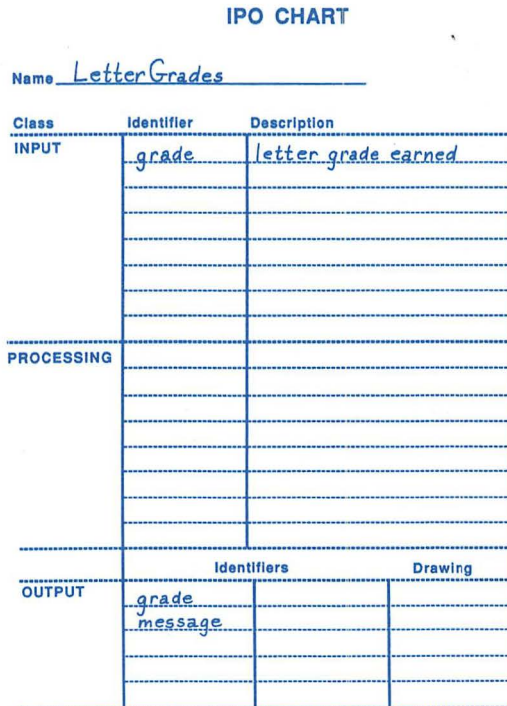 IPO CHART
Name LetterGrades
Class Identifier Description
INPUT grade letter grade earned
PROCESSING
Identifiers Drawing
OUTPUT grade
message